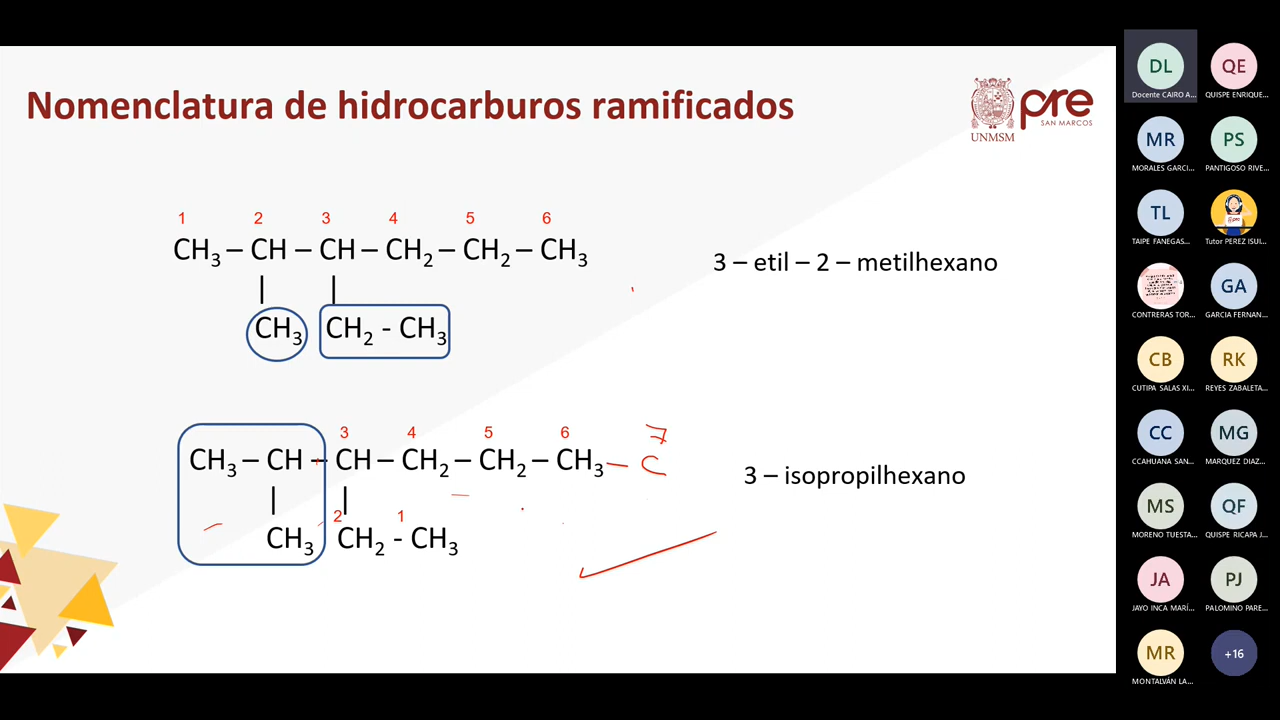 Nomenclatura de hidrocarburos ramificados
UNMSM
pre
SAN MARCOS
1 2 3 4 5 6
CH3 – CH – CH – CH2 – CH2 – CH3
| |
CH3 CH2 - CH3
3 – etil – 2 – metilhexano
3 4 5 6 7
CH3 – CH – CH – CH2 – CH2 – CH3 – C
| |
2 1
CH3 CH2 - CH3
3 – isopropilhexano
DL
Docente CAIRO A...
QE
QUISPE ENRIQUE...
MR
MORALES GARCI...
PS
PANTIGOSO RIVE...
TL
TAIPE FANEGAS...
Tutor PEREZ ISUI...
CONTRERAS TOR...
GA
GARCIA FERNAN...
CB
CUTIPA SALAS XI...
RK
REYES ZABALETA...
CC
CCAHUANA SAN...
MG
MARQUEZ DIAZ...
MS
MORENO TUESTA...
QF
QUISPE RICAPA J...
JA
JAYO INCA MARÍ...
PJ
PALOMINO PARE...
MR
MONTALVÁN LA...
+16